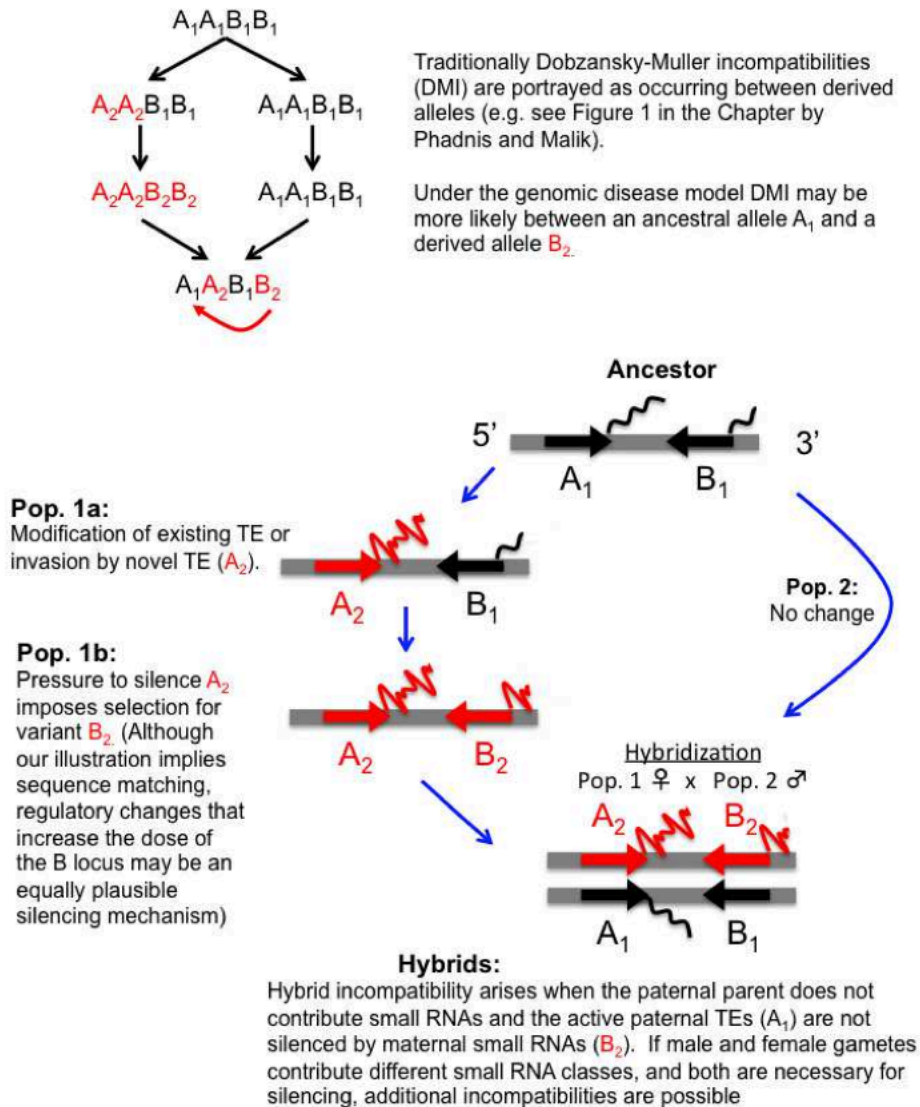 A₁A₁B₁B₁
Traditionally Dobzansky-Muller incompatibilities
(DMI) are portrayed as occurring between derived
alleles (e.g. see Figure 1 in the Chapter by
Phadnis and Malik).
A₂A₂B₁B₁
A₁A₁B₁B₁
A₂A₂B₂B₂
A₁A₁B₁B₁
Under the genomic disease model DMI may be
more likely between an ancestral allele A₁ and a
derived allele B₂.
A₁A₂B₁B₂
Ancestor
5’
3’
A₁
B₁
Pop. 1a:
Modification of existing TE or
invasion by novel TE (A₂).
A₂
B₁
Pop. 2:
No change
Pop. 1b:
Pressure to silence A₂
imposes selection for
variant B₂. (Although
our illustration implies
sequence matching,
regulatory changes that
increase the dose of
the B locus may be an
equally plausible
silencing mechanism)
A₂
B₂
Hybridization
Pop. 1 ♀ x Pop. 2 ♂
A₂
B₂
A₁
B₁
Hybrids:
Hybrid incompatibility arises when the paternal parent does not
contribute small RNAs and the active paternal TEs (A₁) are not
silenced by maternal small RNAs (B₂). If male and female gametes
contribute different small RNA classes, and both are necessary for
silencing, additional incompatibilities are possible